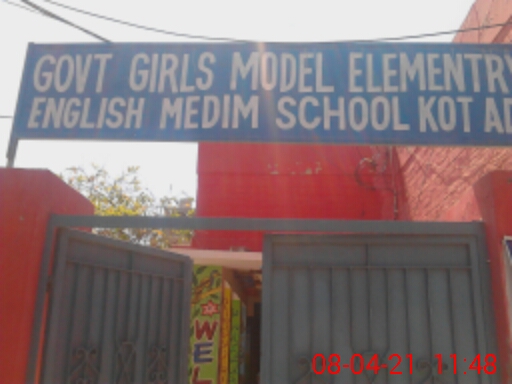 GOVT GIRLS MODEL ELEMENTRY
ENGLISH MEDIM SCHOOL KOT AD
WEL
08-04-21 11:48